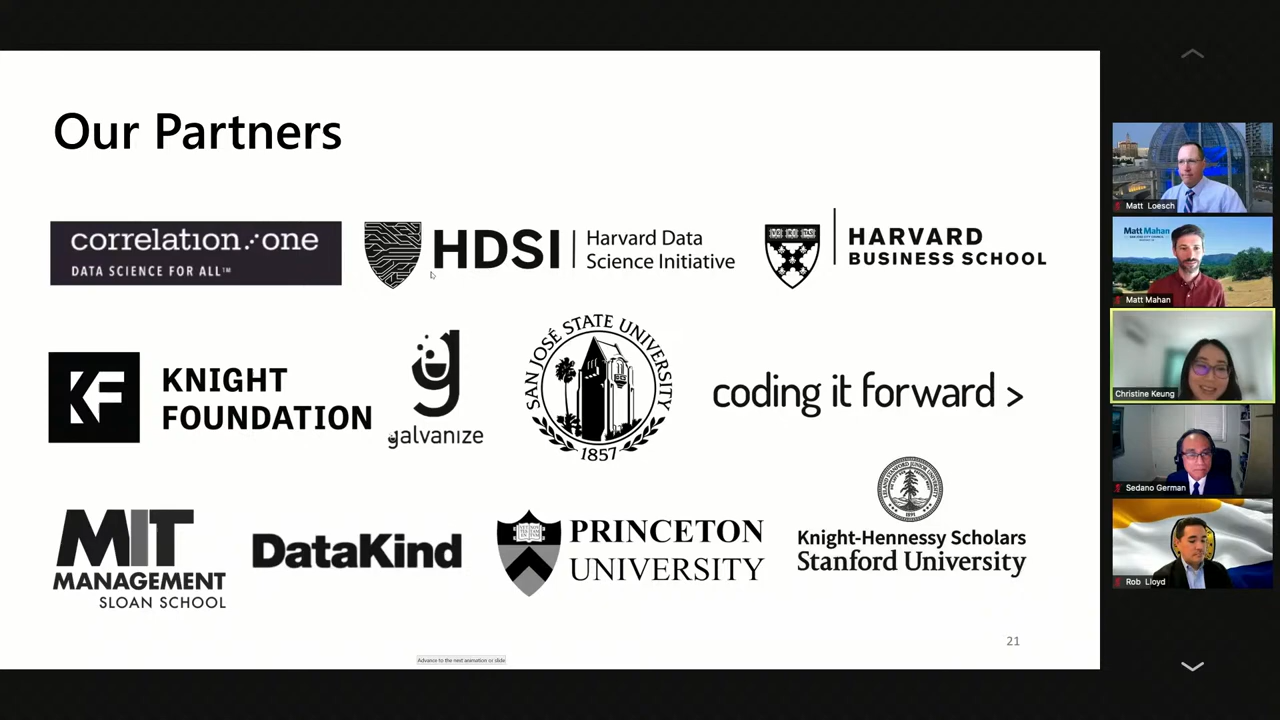 Our Partners
correlation one
DATA SCIENCE FOR ALL™
HDSI
Harvard Data
Science Initiative
HARVARD
BUSINESS SCHOOL
KNIGHT
FOUNDATION
KF
galvanize
g
SAN JOSÉ STATE UNIVERSITY
1857
coding it forward >
MIT
MANAGEMENT
SLOAN SCHOOL
DataKind
PRINCETON
UNIVERSITY
Knight-Hennessy Scholars
Stanford University
21
Advance to the next animation or slide
Matt Loesch
Matt Mahan
Matt Mahan
Christine Keung
Sedano German
Rob Lloyd